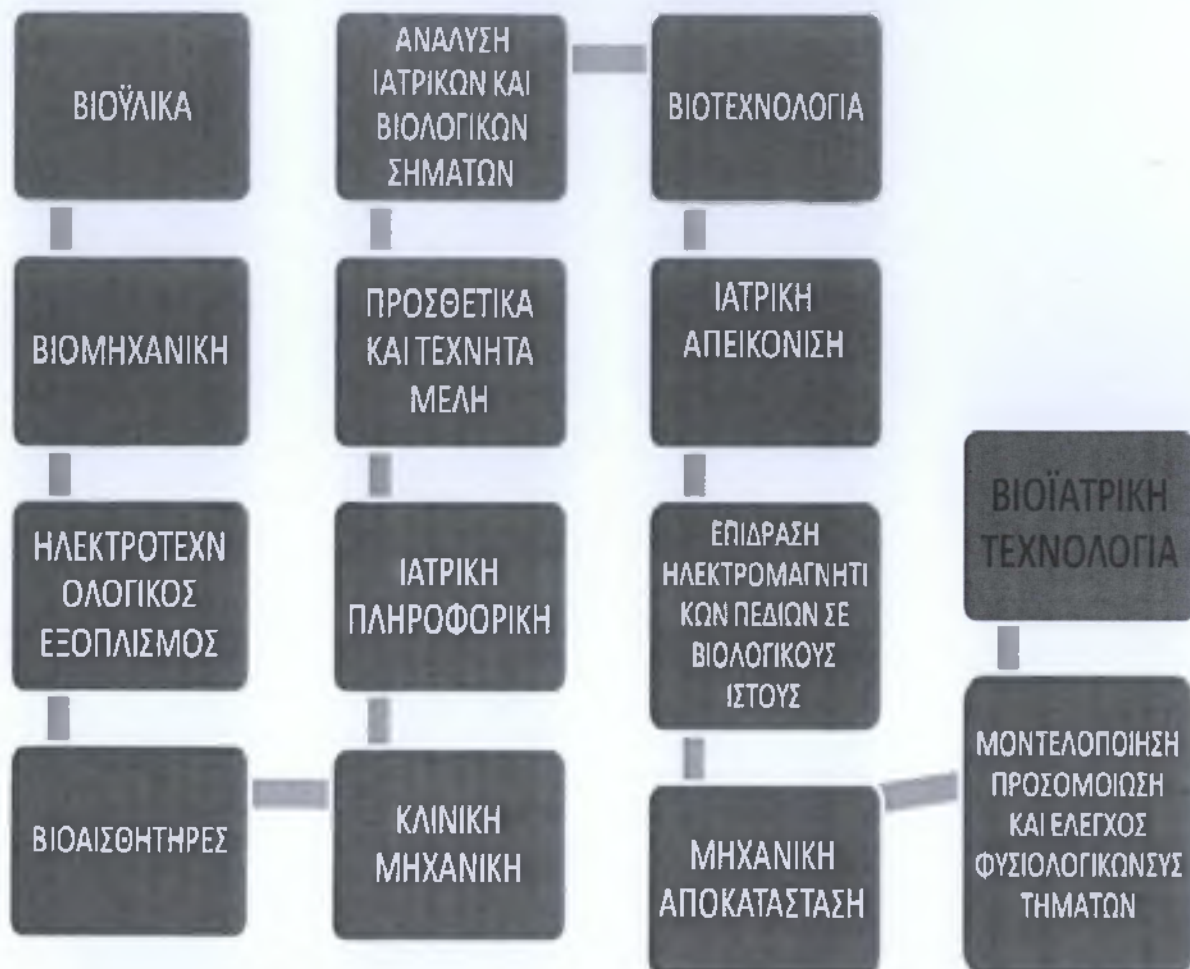 ΒΙΟΫΛΙΚΑ
ΒΙΟΜΗΧΑΝΙΚΗ
ΗΛΕΚΤΡΟΤΕΧΝ
ΟΛΟΓΙΚΟΣ
ΕΞΟΠΛΙΣΜΟΣ
ΒΙΟΑΙΣΘΗΤΗΡΕΣ
ΚΛΙΝΙΚΗ
ΜΗΧΑΝΙΚΗ
ΙΑΤΡΙΚΗ
ΠΛΗΡΟΦΟΡΙΚΗ
ΠΡΟΣΘΕΤΙΚΑ
ΚΑΙ ΤΕΧΝΗΤΑ
ΜΕΛΗ
ΑΝΑΛΥΣΗ
ΙΑΤΡΙΚΩΝ ΚΑΙ
ΒΙΟΛΟΓΙΚΩΝ
ΣΗΜΑΤΩΝ
ΒΙΟΤΕΧΝΟΛΟΓΙΑ
ΙΑΤΡΙΚΗ
ΑΠΕΙΚΟΝΙΣΗ
ΕΠΙΔΡΑΣΗ
ΗΛΕΚΤΡΟΜΑΓΝΗΤΙ
ΚΩΝ ΠΕΔΙΩΝ ΣΕ
ΒΙΟΛΟΓΙΚΟΥΣ
ΙΣΤΟΥΣ
ΜΗΧΑΝΙΚΗ
ΑΠΟΚΑΤΑΣΤΑΣΗ
ΜΟΝΤΕΛΟΠΟΙΗΣΗ
ΠΡΟΣΟΜΟΙΩΣΗ
ΚΑΙ ΕΛΕΓΧΟΣ
ΦΥΣΙΟΛΟΓΙΚΩΝΣΥΣ
ΤΗΜΑΤΩΝ
ΒΙΟΪΑΤΡΙΚΗ
ΤΕΧΝΟΛΟΓΙΑ